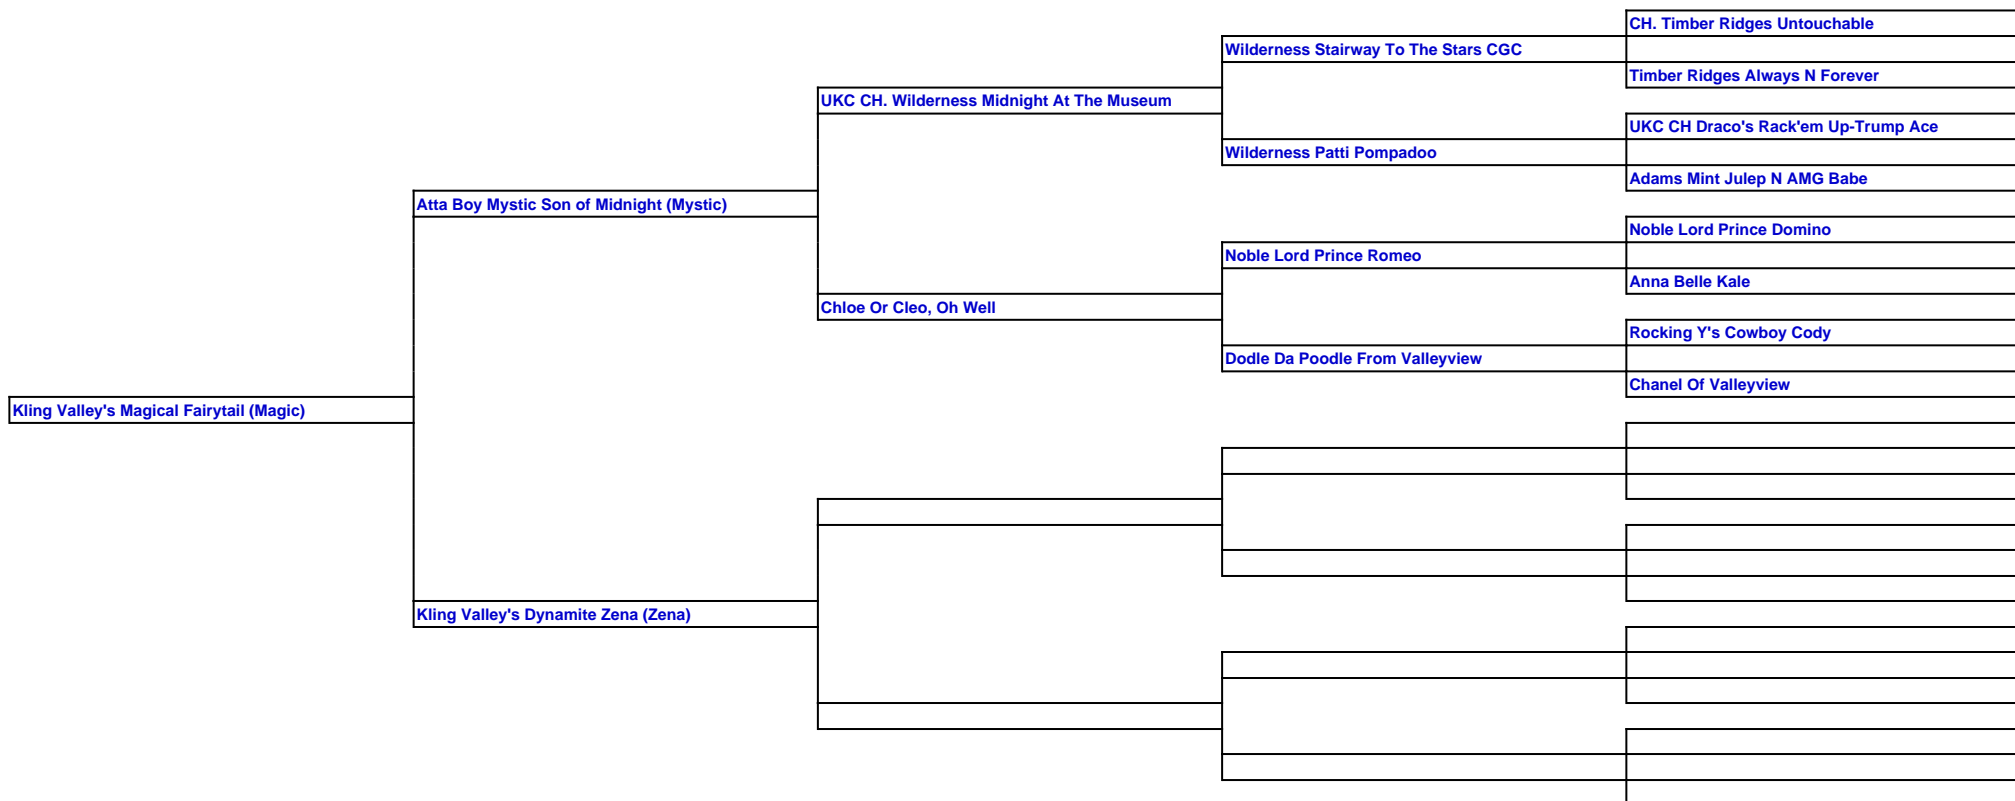 CH. Timber Ridges Untouchable
Wilderness Stairway To The Stars CGC
Timber Ridges Always N Forever
UKC CH. Wilderness Midnight At The Museum
UKC CH Draco's Rack'em Up-Trump Ace
Wilderness Patti Pompadoo
Adams Mint Julep N AMG Babe
Atta Boy Mystic Son of Midnight (Mystic)
Noble Lord Prince Domino
Noble Lord Prince Romeo
Anna Belle Kale
Chloe Or Cleo, Oh Well
Rocking Y's Cowboy Cody
Dodle Da Poodle From Valleyview
Chanel Of Valleyview
Kling Valley's Magical Fairytail (Magic)
Kling Valley's Dynamite Zena (Zena)